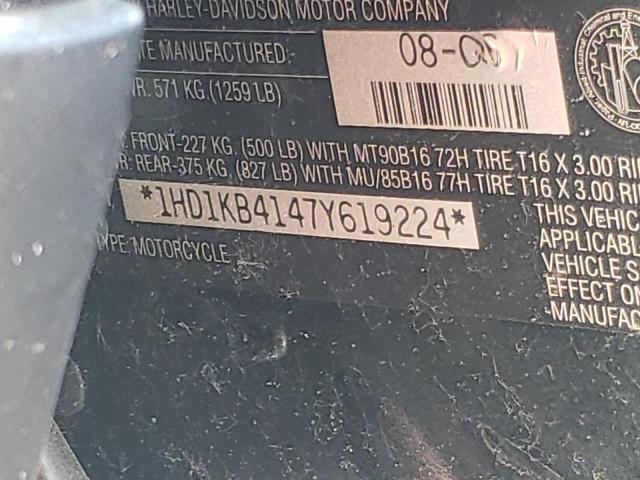 HARLEY-DAVIDSON MOTOR COMPANY
TE MANUFACTURED:
08-
571 KG.(1259 LB)
FRONT-227 KG. (500 LB) WITH MT90B16 72H TIRE T16 X 3.00 RI
R: REAR-375 KG. (827 LB) WITH MU/85B16 77H TIRE T16 X 3.00 RI
*1HD1KB4147Y619224*
THIS VEHIC
YPE: MOTORCYCLE
APPLICABL
VEHICLE S
EFFECT ON
MANUFAC